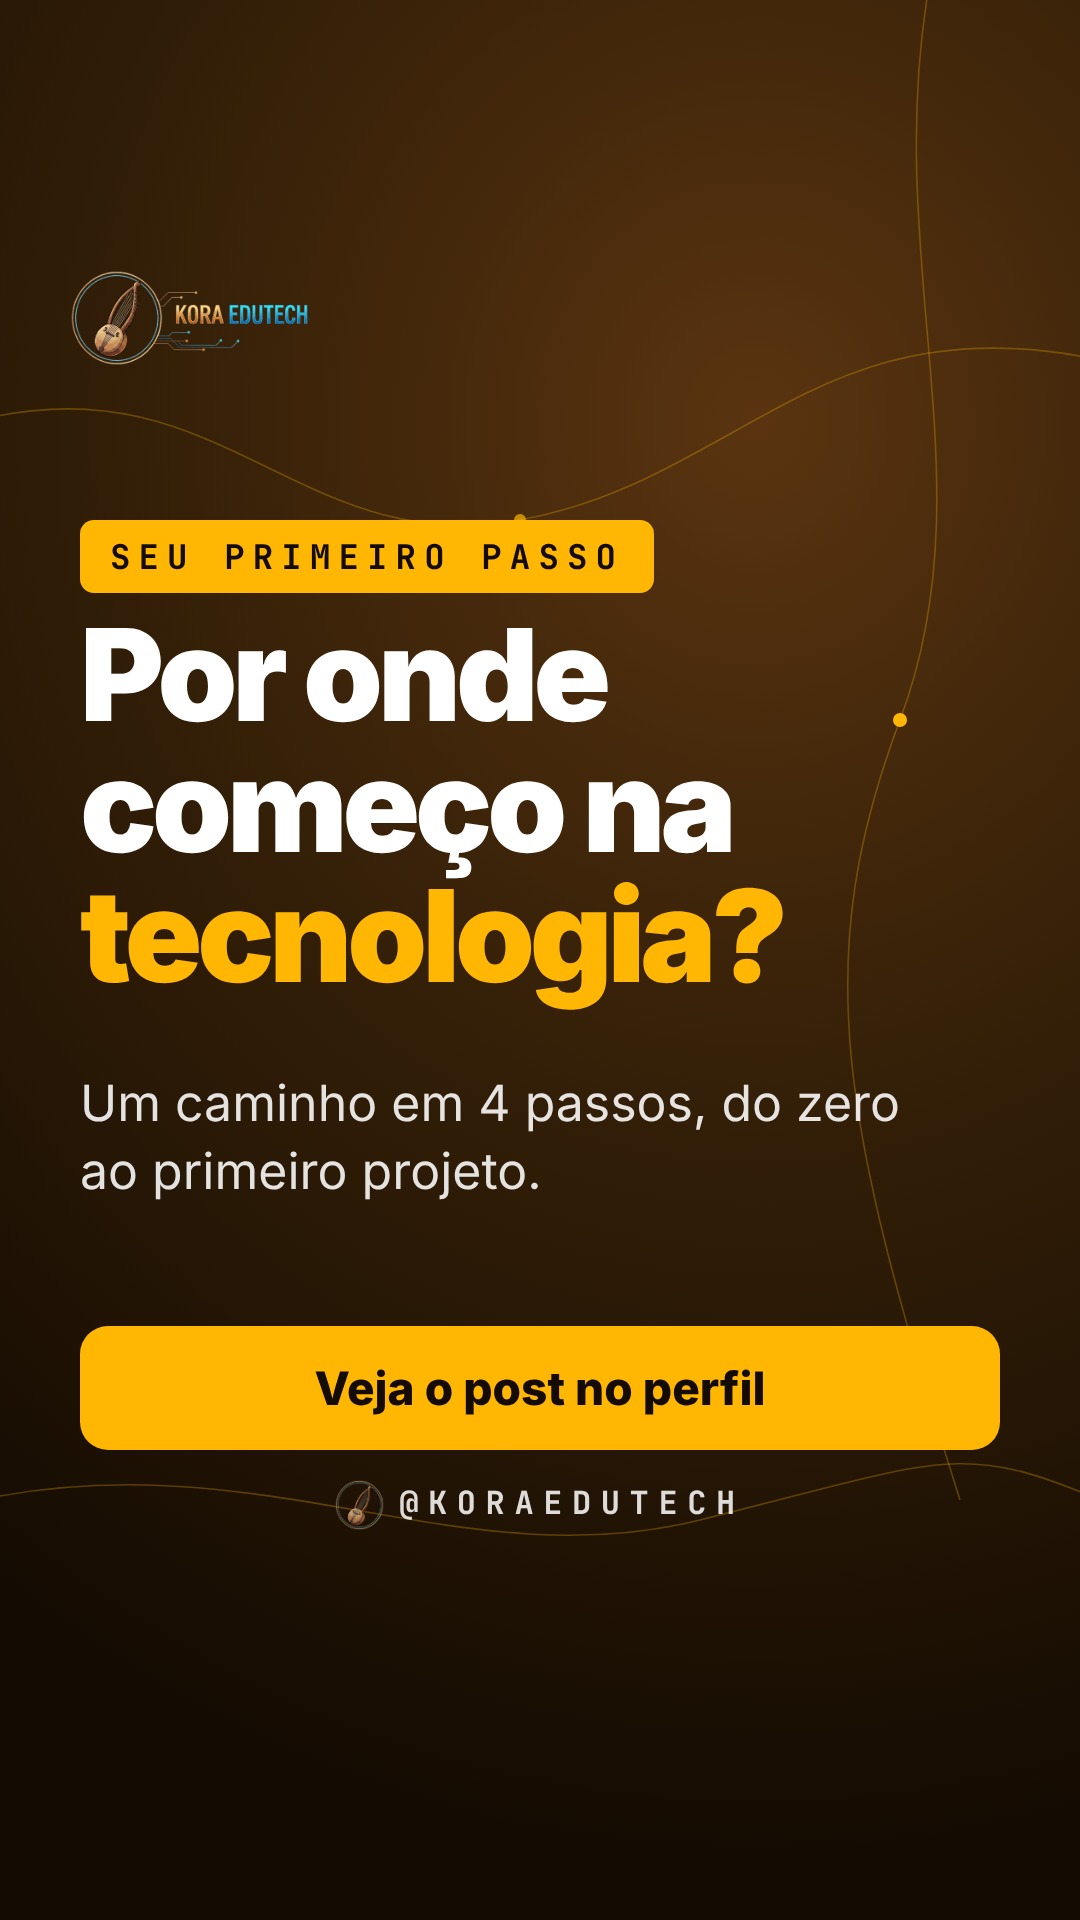 KORA EDUTECH
SEU PRIMEIRO PASSO
Por onde
começo na
tecnologia?
Um caminho em 4 passos, do zero
ao primeiro projeto.
Veja o post no perfil
@KORAEDUTECH